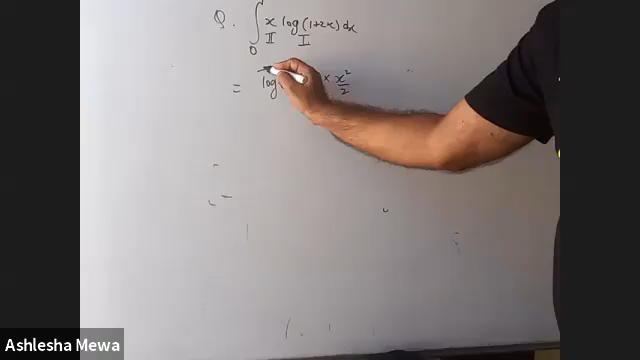 Q. ∫₀ x log (1+2x) dx
II I
= log × x²/2
Ashlesha Mewa